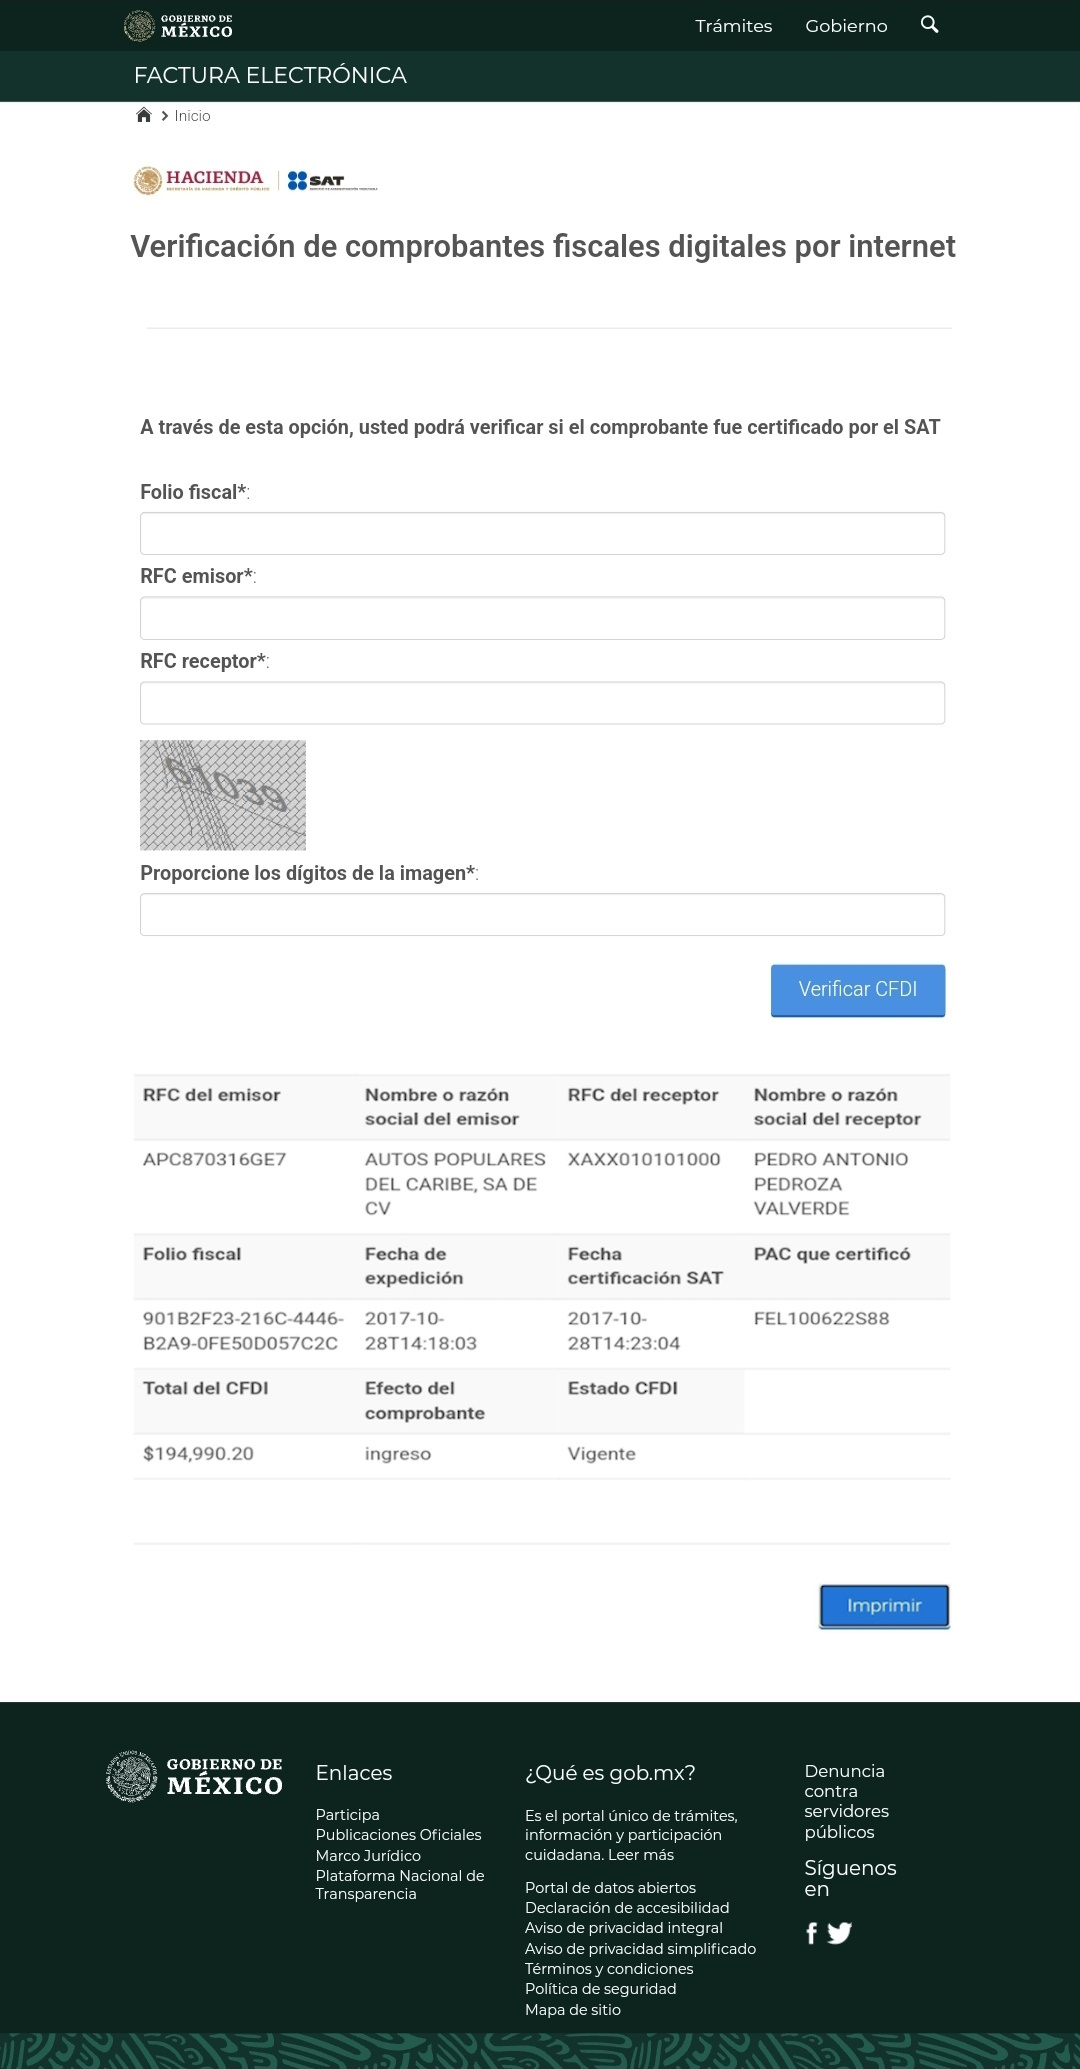 GOBIERNO DE
MÉXICO
Trámites
Gobierno
FACTURA ELECTRÓNICA
Inicio
HACIENDA
SECRETARÍA DE HACIENDA Y CRÉDITO PÚBLICO
SAT
SERVICIO DE ADMINISTRACIÓN TRIBUTARIA
Verificación de comprobantes fiscales digitales por internet
A través de esta opción, usted podrá verificar si el comprobante fue certificado por el SAT
Folio fiscal*:
RFC emisor*:
RFC receptor*:
61039
Proporcione los dígitos de la imagen*:
Verificar CFDI
RFC del emisor
Nombre o razón
social del emisor
RFC del receptor
Nombre o razón
social del receptor
APC870316GE7
AUTOS POPULARES
DEL CARIBE, SA DE
CV
XAXX010101000
PEDRO ANTONIO
PEDROZA
VALVERDE
Folio fiscal
Fecha de
expedición
Fecha
certificación SAT
PAC que certificó
901B2F23-216C-4446-
B2A9-0FE50D057C2C
2017-10-
28T14:18:03
2017-10-
28T14:23:04
FEL100622S88
Total del CFDI
Efecto del
comprobante
Estado CFDI
$194,990.20
ingreso
Vigente
Imprimir
GOBIERNO DE
MÉXICO
Enlaces
Participa
Publicaciones Oficiales
Marco Jurídico
Plataforma Nacional de
Transparencia
¿Qué es gob.mx?
Es el portal único de trámites,
información y participación
cuidadana. Leer más
Portal de datos abiertos
Declaración de accesibilidad
Aviso de privacidad integral
Aviso de privacidad simplificado
Términos y condiciones
Política de seguridad
Mapa de sitio
Denuncia
contra
servidores
públicos
Síguenos
en